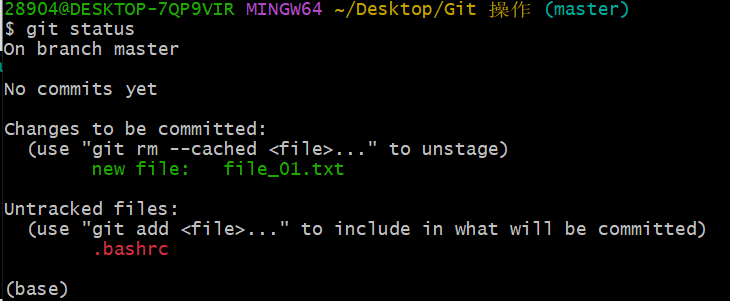 28904@DESKTOP-7QP9VIR MINGW64 ~/Desktop/Git 操作 (master)
$ git status
On branch master
No commits yet
Changes to be committed:
(use "git rm --cached <file>..." to unstage)
new file: file_01.txt
Untracked files:
(use "git add <file>..." to include in what will be committed)
.bashrc
(base)